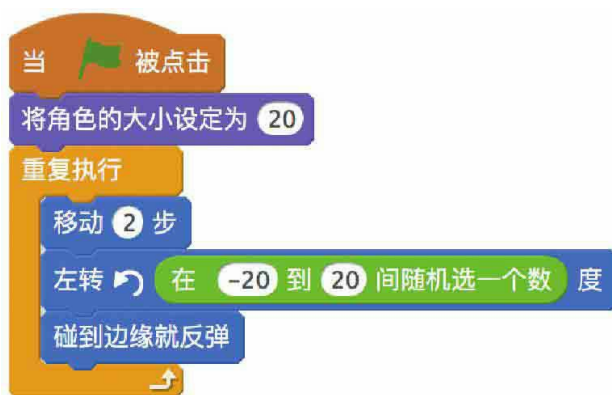 当 被点击
将角色的大小设定为 20
重复执行
移动 2 步
左转 在 -20 到 20 间随机选一个数 度
碰到边缘就反弹